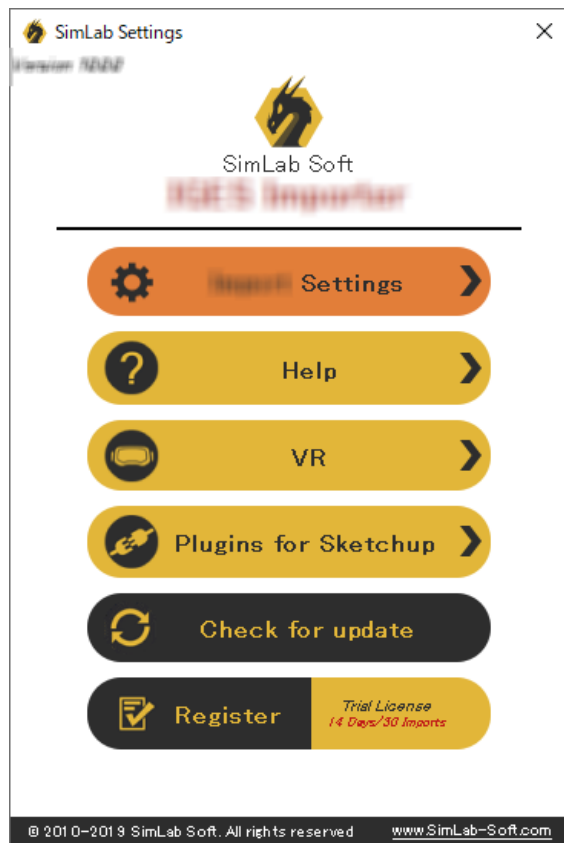 SimLab Settings
SimLab Soft
Settings
Help
VR
Plugins for Sketchup
Check for update
Register
Trial License
14 Days/30 Imports
© 2010-2019 SimLab Soft. All rights reserved www.SimLab-Soft.com